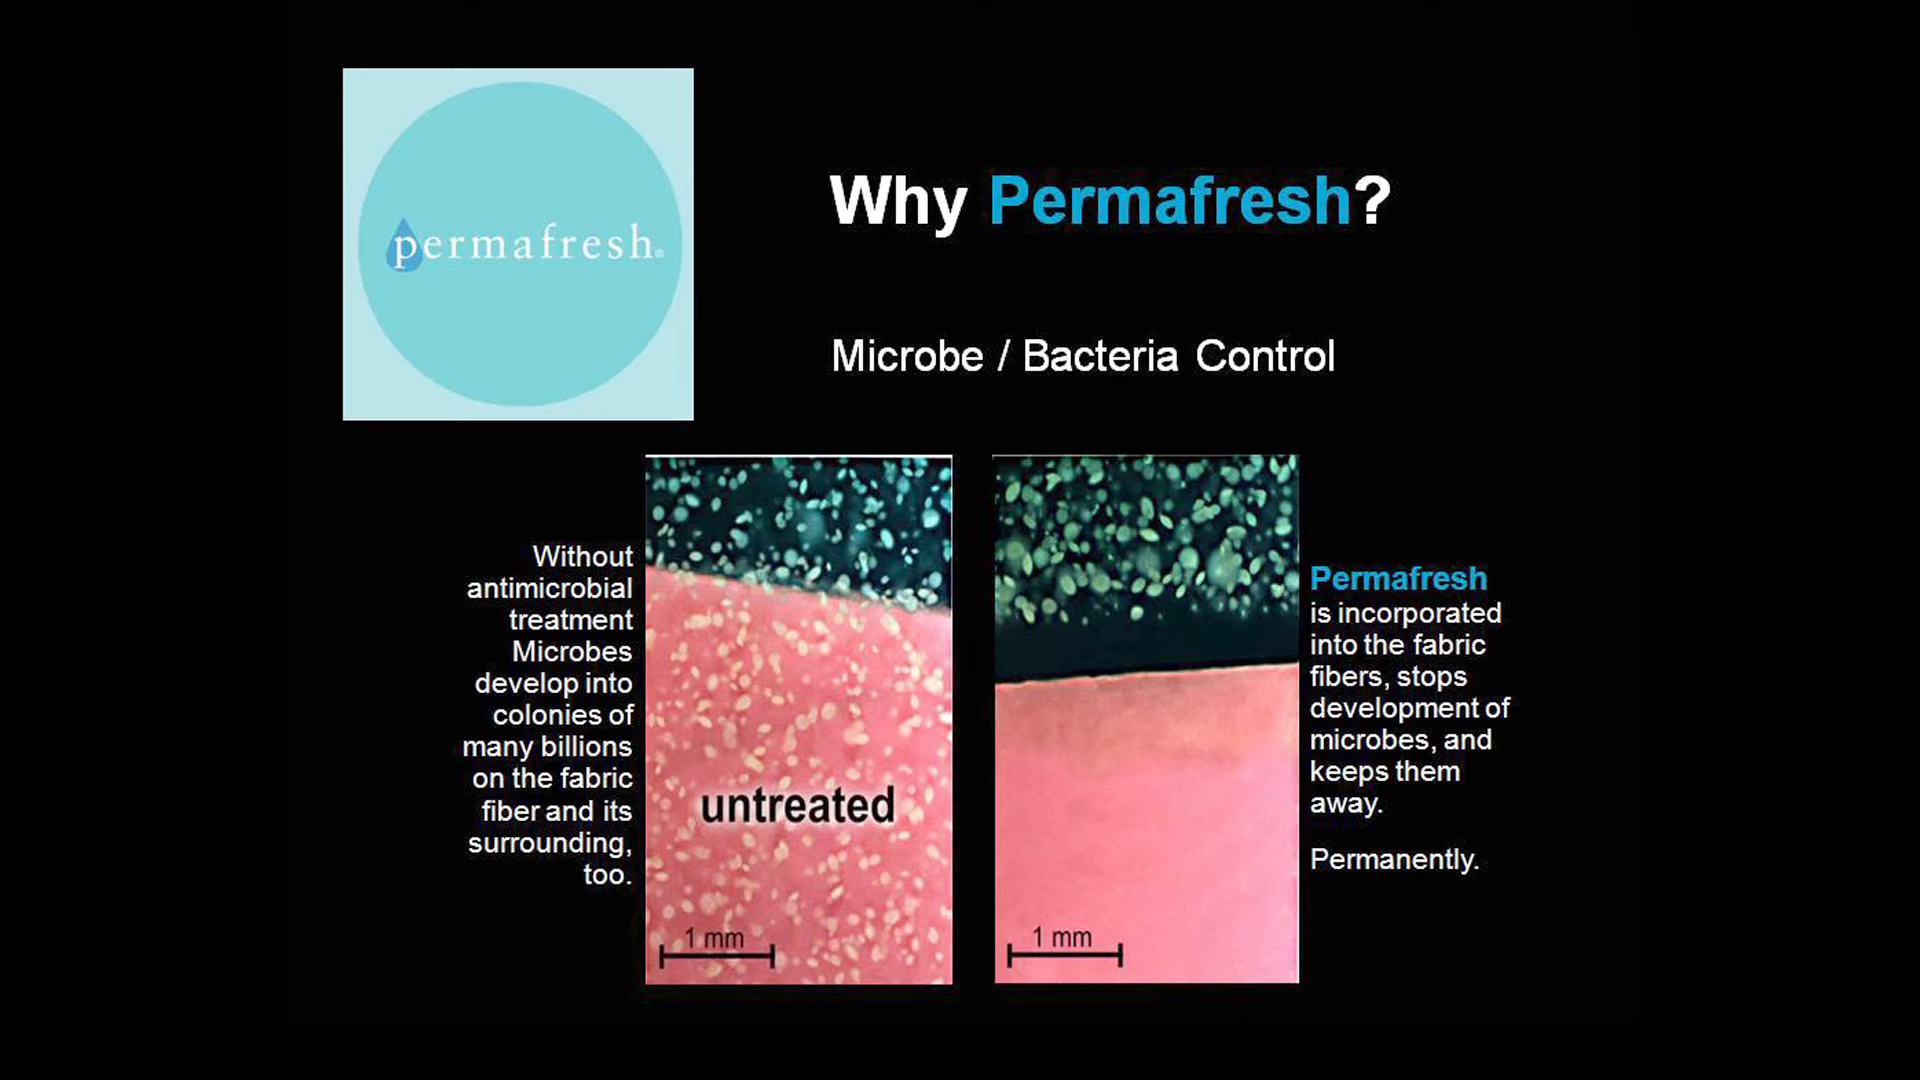 permafresh®
Why Permafresh?
Microbe / Bacteria Control
Without
antimicrobial
treatment
Microbes
develop into
colonies of
many billions
on the fabric
fiber and its
surrounding,
too.
untreated
1 mm
1 mm
Permafresh
is incorporated
into the fabric
fibers, stops
development of
microbes, and
keeps them
away.
Permanently.